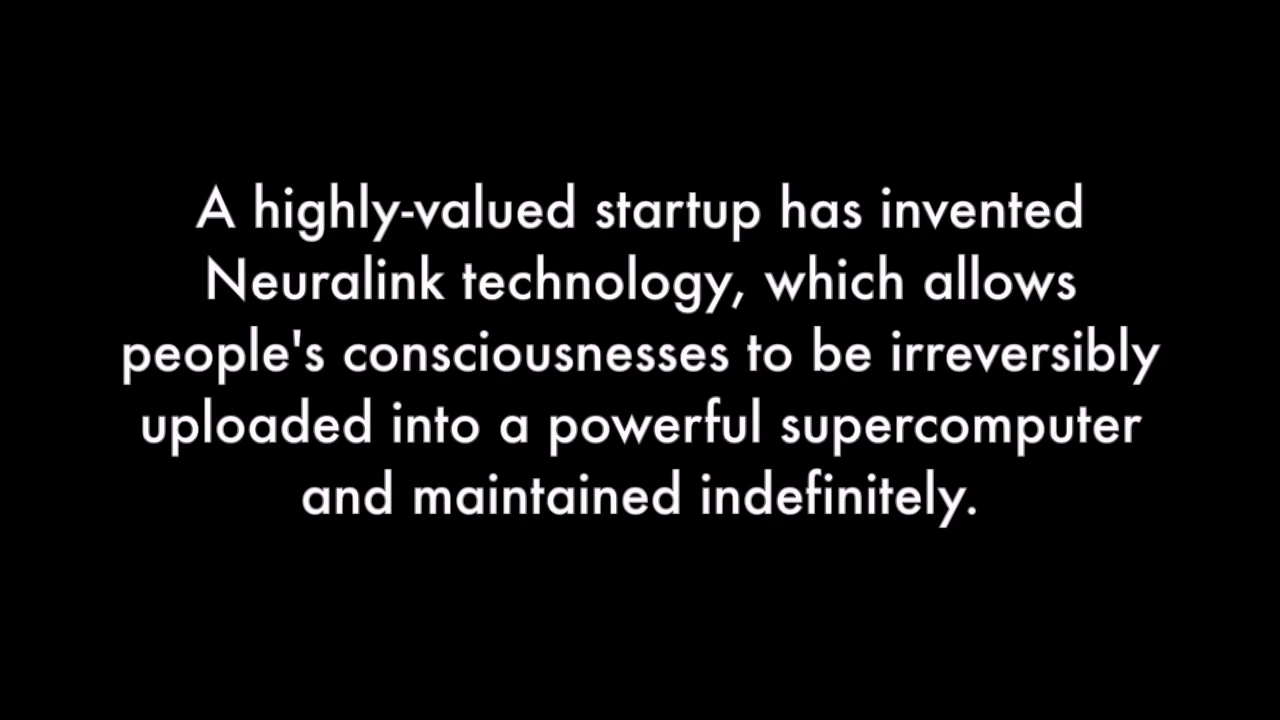 A highly-valued startup has invented
Neuralink technology, which allows
people's consciousnesses to be irreversibly
uploaded into a powerful supercomputer
and maintained indefinitely.